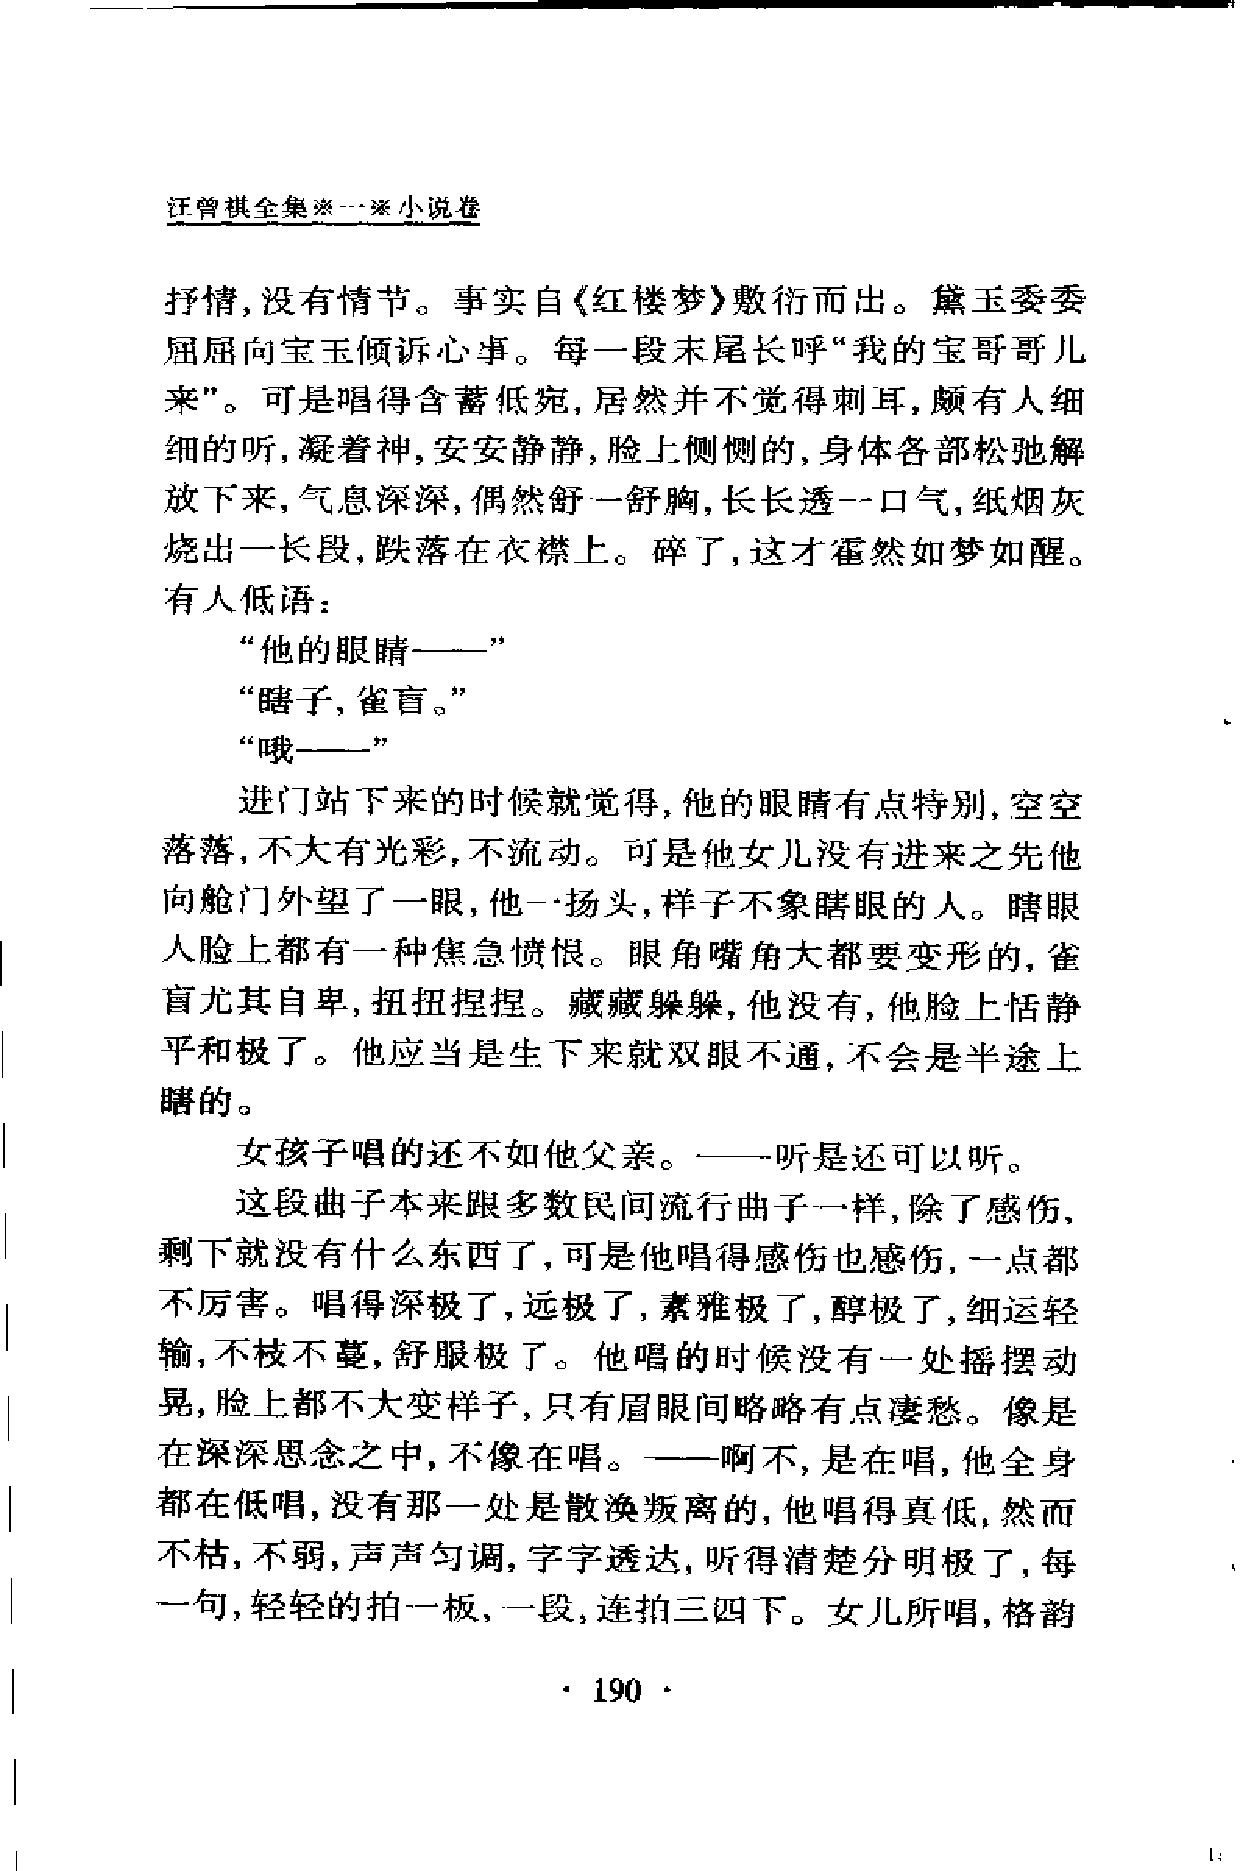 汪曾祺全集※一※小说卷
抒情,没有情节。事实自《红楼梦》敷衍而出。黛玉委委
屈屈向宝玉倾诉心事。每一段末尾长呼“我的宝哥哥儿
来”。可是唱得含蓄低宛,居然并不觉得刺耳,颇有人细
细的听,凝着神,安安静静,脸上恻恻的,身体各部松弛解
放下来,气息深深,偶然舒一舒胸,长长透一口气,纸烟灰
烧出一长段,跌落在衣襟上。碎了,这才霍然如梦如醒。
有人低语:
“他的眼睛——”
“瞎子,雀盲。”
“哦——”
进门站下来的时候就觉得,他的眼睛有点特别,空空
落落,不大有光彩,不流动。可是他女儿没有进来之先他
向舱门外望了一眼,他一扬头,样子不象瞎眼的人。瞎眼
人脸上都有一种焦急愤恨。眼角嘴角大都要变形的,雀
盲尤其自卑,扭扭捏捏。藏藏躲躲,他没有,他脸上恬静
平和极了。他应当是生下来就双眼不通,不会是半途上
瞎的。
女孩子唱的还不如他父亲。——听是还可以听。
这段曲子本来跟多数民间流行曲子一样,除了感伤,
剩下就没有什么东西了,可是他唱得感伤也感伤,一点都
不厉害。唱得深极了,远极了,素雅极了,醇极了,细运轻
输,不枝不蔓,舒服极了。他唱的时候没有一处摇摆动
晃,脸上都不大变样子,只有眉眼间略略有点凄愁。像是
在深深思念之中,不像在唱。——啊不,是在唱,他全身
都在低唱,没有那一处是散涣叛离的,他唱得真低,然而
不枯,不弱,声声匀调,字字透达,听得清楚分明极了,每
一句,轻轻的拍一板,一段,连拍三四下。女儿所唱,格韵
· 190 ·